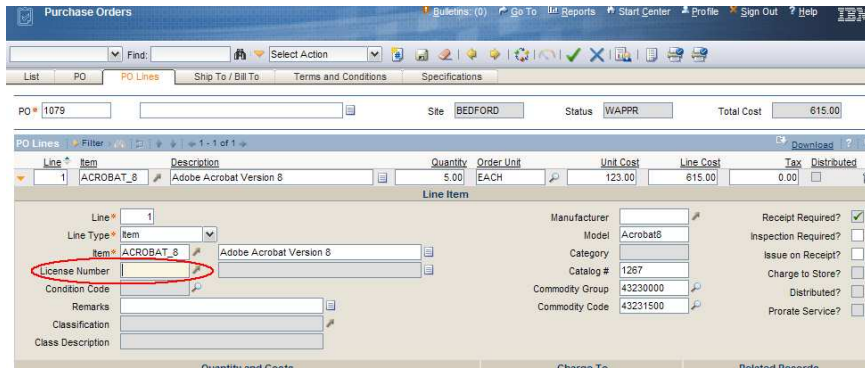 Purchase Orders
Bulletins: (0) Go To Reports Start Center Profile Sign Out ? Help IBM
Find: Select Action
List PO PO Lines Ship To / Bill To Terms and Conditions Specifications
PO* 1079 Site BEDFORD Status WAPPR Total Cost 615.00
PO Lines Filter 1 - 1 of 1 Download ?
Line Item Description Quantity Order Unit Unit Cost Line Cost Tax Distributed
1 ACROBAT_8 Adobe Acrobat Version 8 5.00 EACH 123.00 615.00 0.00
Line Item
Line* 1 Manufacturer Receipt Required?
Line Type* Item Model Acrobat8 Inspection Required?
Item* ACROBAT_8 Adobe Acrobat Version 8 Category Issue on Receipt?
License Number Catalog # 1267 Charge to Store?
Condition Code Commodity Group 43230000 Distributed?
Remarks Commodity Code 43231500 Prorate Service?
Classification
Class Description
Quantity and Costs Charge To Related Records